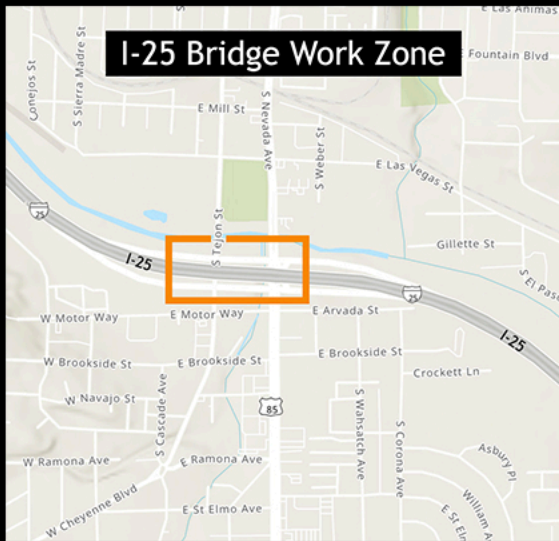 E Las Animas
I-25 Bridge Work Zone
Fountain Blvd
Conejos St
S Sierra Madre St
E Mill St
S Nevada Ave
S Weber St
E Las Vegas St
25
S Tejon St
Gillette St
I-25
S El Paso
25
E Motor Way
W Motor Way
E Arvada St
I-25
W Brookside St
E Brookside St
E Brookside St
Crockett Ln
W Navajo St
S Cascade Ave
85
S Wahsatch Ave
S Corona Ave
W Ramona Ave
E Ramona Ave
Asbury Pl
W Cheyenne Blvd
E St Elmo Ave
E St El
William Ave